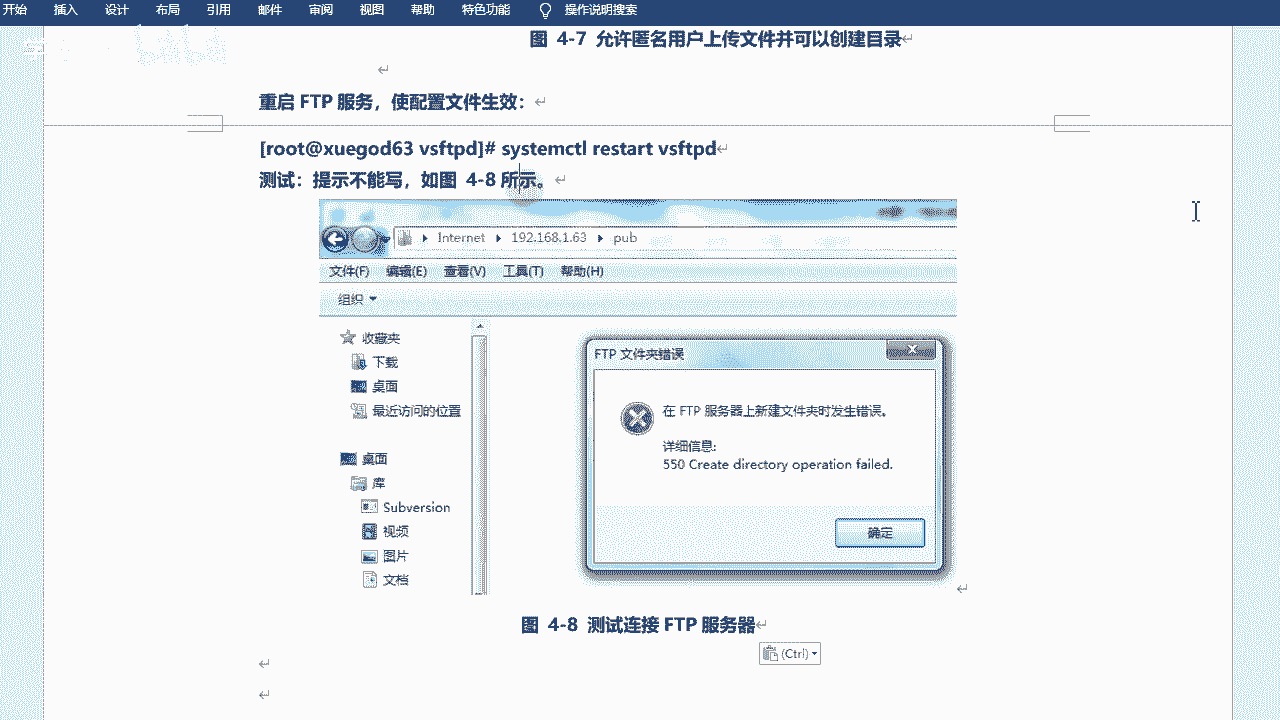 开始 插入 设计 布局 引用 邮件 审阅 视图 帮助 特色功能 操作说明搜索
图 4-7 允许匿名用户上传文件并可以创建目录
重启 FTP 服务，使配置文件生效：
[root@xuegod63 vsftpd]# systemctl restart vsftpd
测试：提示不能写，如图 4-8 所示。
Internet 192.168.1.63 pub
文件(F) 编辑(E) 查看(V) 工具(T) 帮助(H)
组织
收藏夹
下载
桌面
最近访问的位置
桌面
库
Subversion
视频
图片
文档
FTP 文件夹错误
在 FTP 服务器上新建文件夹时发生错误。
详细信息:
550 Create directory operation failed.
确定
图 4-8 测试连接 FTP 服务器
(Ctrl)